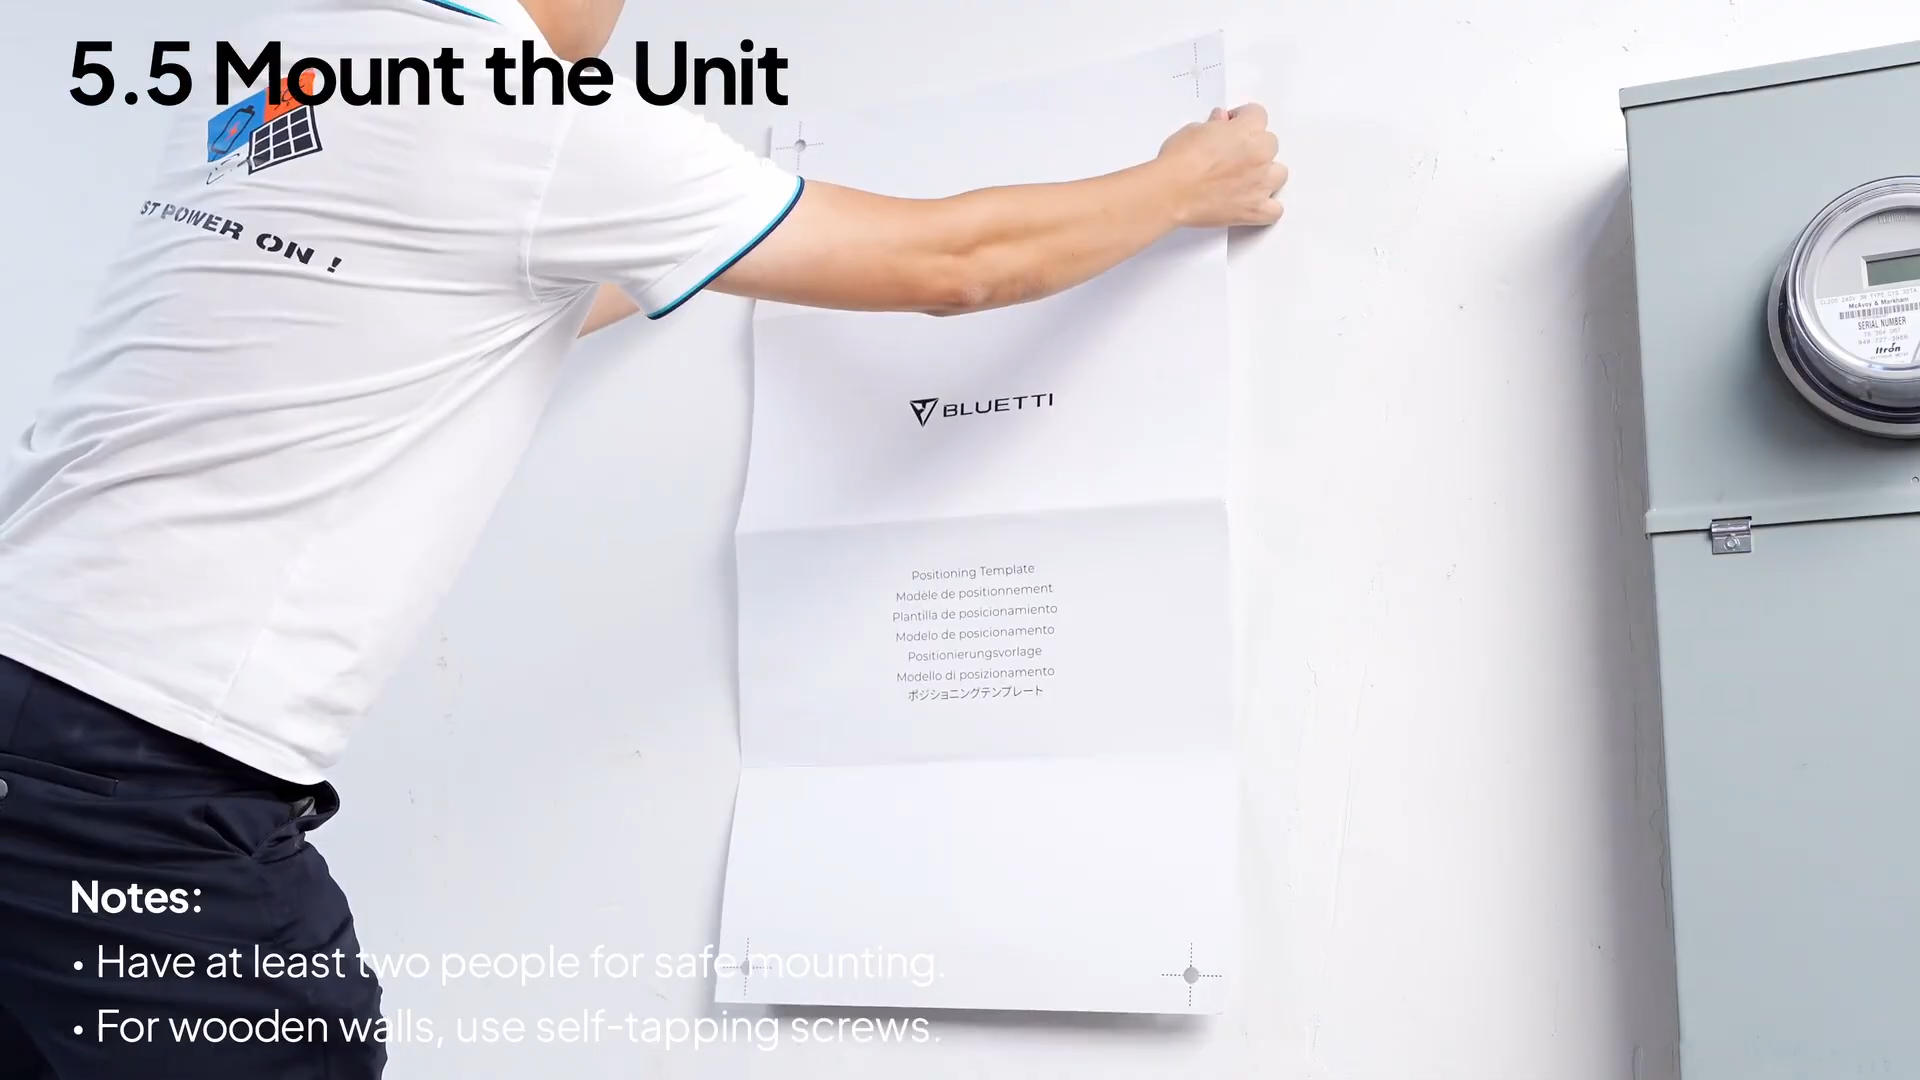 5.5 Mount the Unit
ST POWER ON !
BLUETTI
Positioning Template
Modèle de positionnement
Plantilla de posicionamiento
Modelo de posicionamento
Positionierungsvorlage
Modello di posizionamento
ポジショニングテンプレート
McAvoy & Markham
SERIAL NUMBER
Itron
Notes:
• Have at least two people for safe mounting.
• For wooden walls, use self-tapping screws.